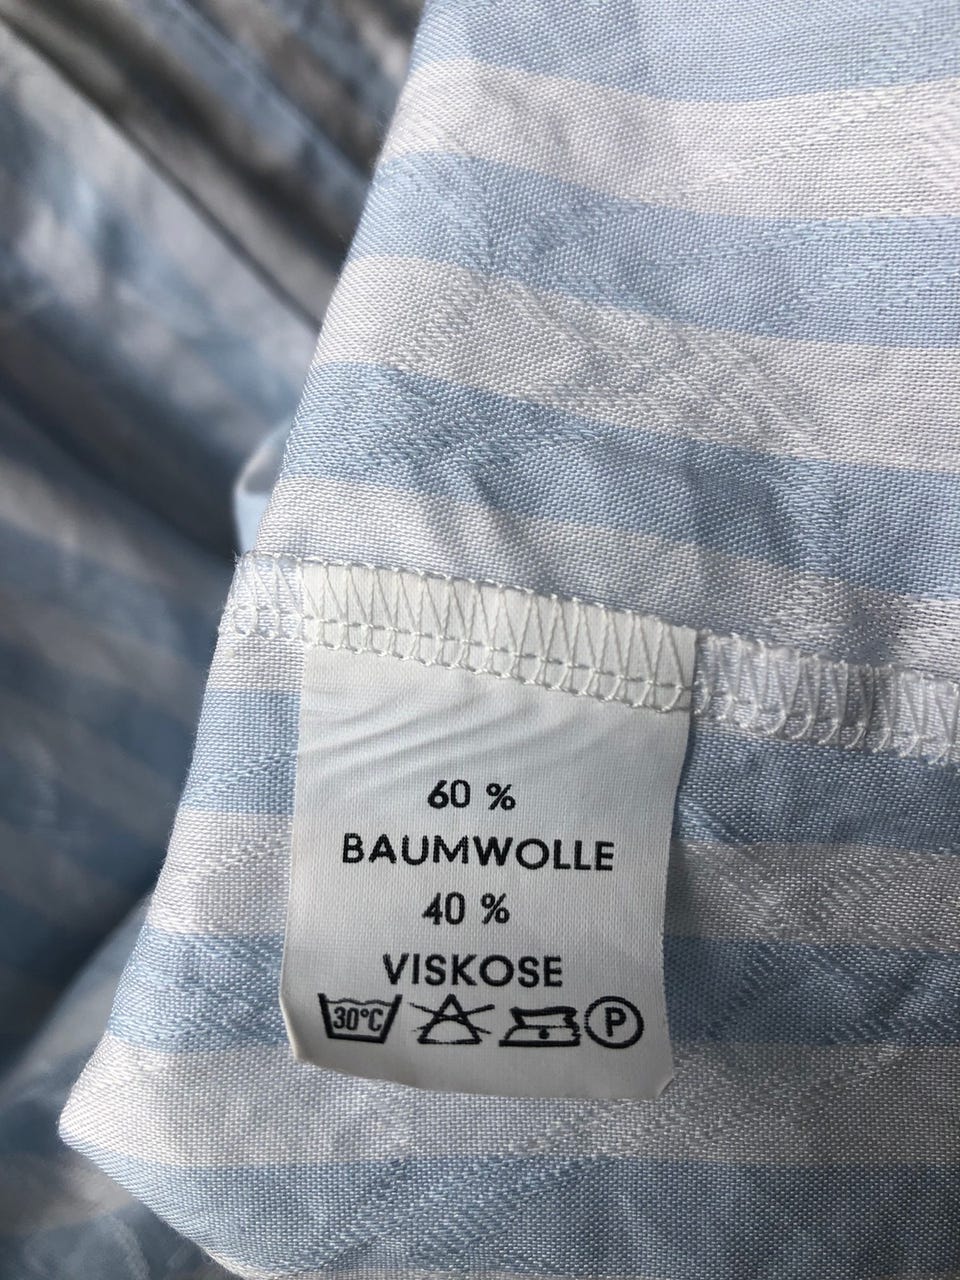 60 %
BAUMWOLLE
40 %
VISKOSE
30°C P